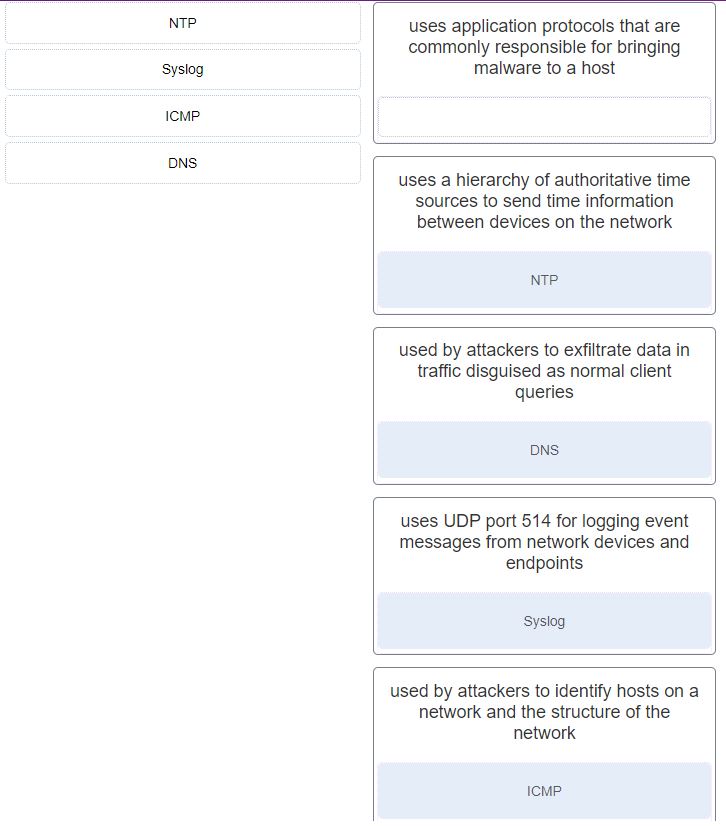 NTP
Syslog
ICMP
DNS
uses application protocols that are
commonly responsible for bringing
malware to a host
uses a hierarchy of authoritative time
sources to send time information
between devices on the network
NTP
used by attackers to exfiltrate data in
traffic disguised as normal client
queries
DNS
uses UDP port 514 for logging event
messages from network devices and
endpoints
Syslog
used by attackers to identify hosts on a
network and the structure of the
network
ICMP